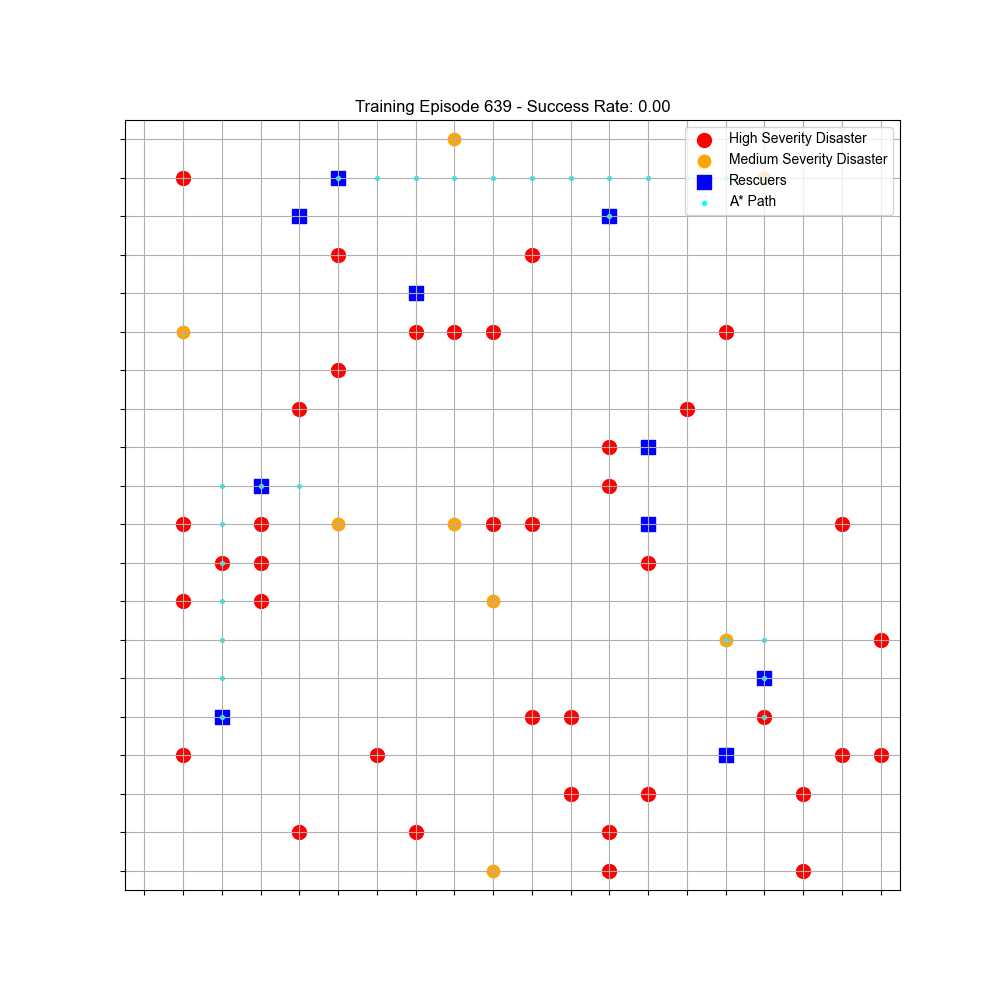 Training Episode 639 - Success Rate: 0.00
High Severity Disaster
Medium Severity Disaster
Rescuers
A* Path